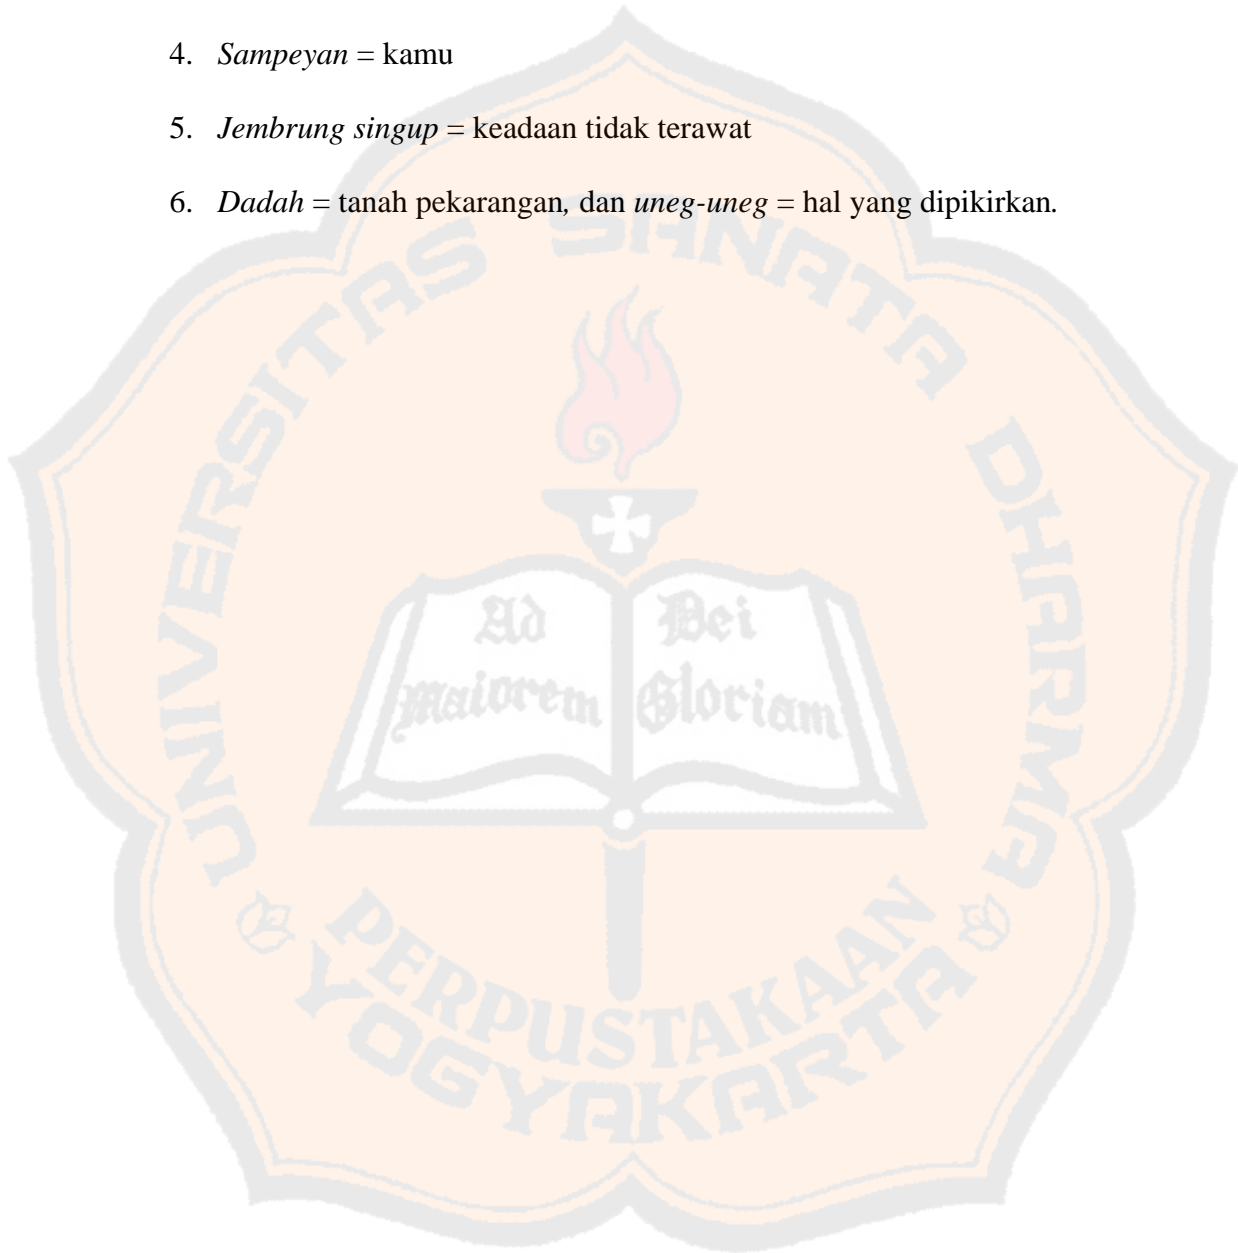 4. Sampeyan = kamu
5. Jembrung singup = keadaan tidak terawat
6. Dadah = tanah pekarangan, dan uneg-uneg = hal yang dipikirkan.
UNIVERSITAS SANATA DHARMA
Ad Dei
Maiorem Gloriam
PERPUSTAKAAN
YOGYAKARTA